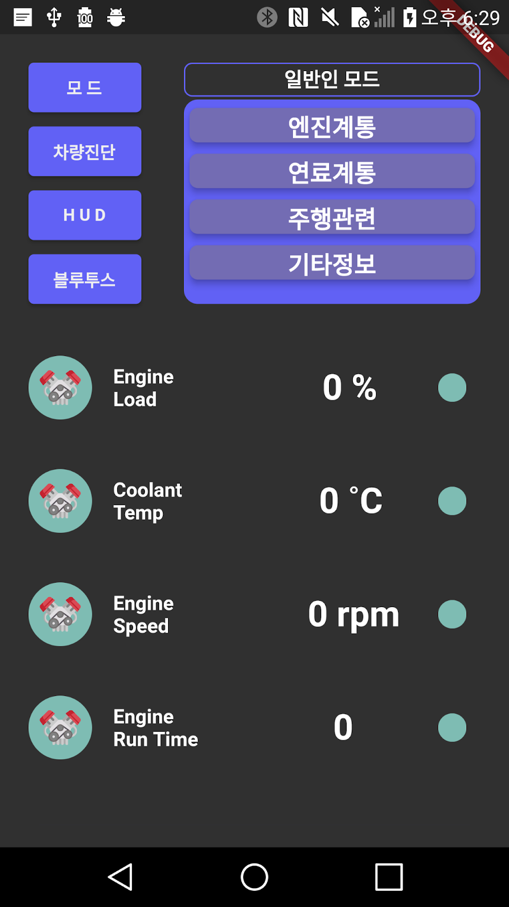 100
오후 6:29
DEBUG
모 드
차량진단
H U D
블루투스
일반인 모드
엔진계통
연료계통
주행관련
기타정보
Engine
Load
0 %
Coolant
Temp
0 °C
Engine
Speed
0 rpm
Engine
Run Time
0